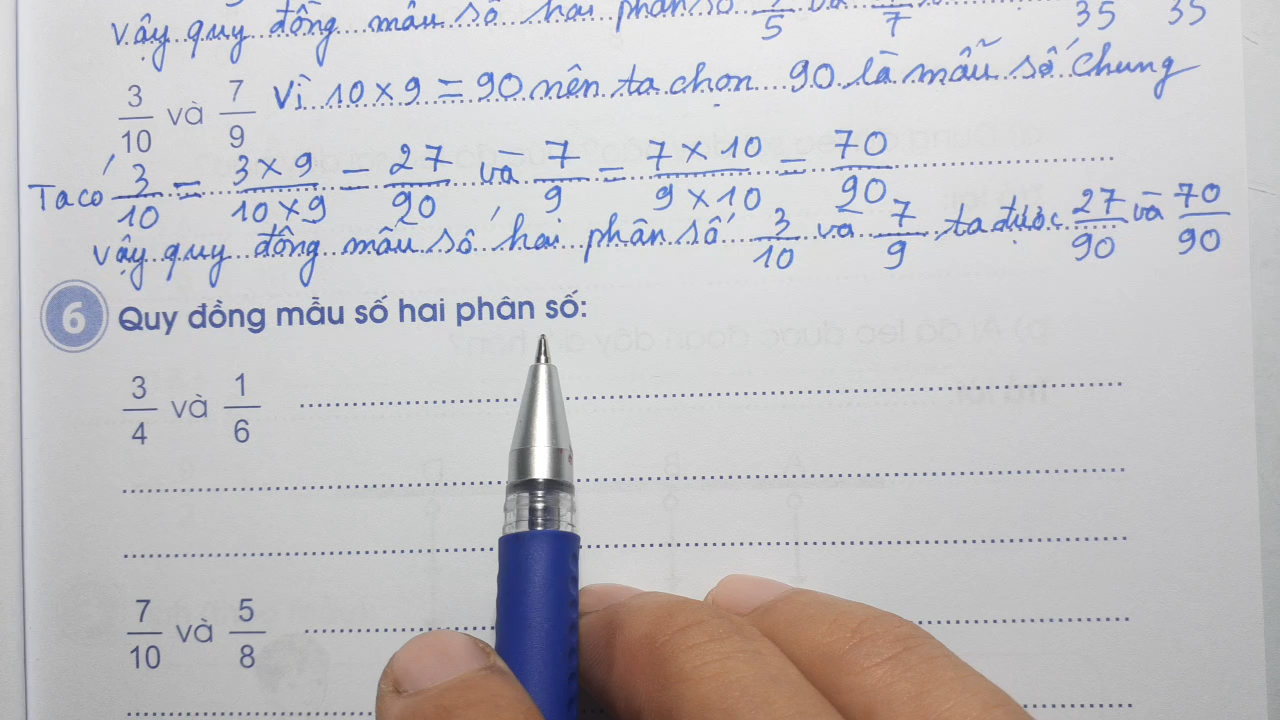 Vậy quy đồng mẫu số hai phân số /5 và /7 35 35
3/10 và 7/9 Vì 10 × 9 = 90 nên ta chọn 90 là mẫu số chung
Ta có 3/10 = 3 × 9/10 × 9 = 27/90 và 7/9 = 7 × 10/9 × 10 = 70/90
Vậy quy đồng mẫu số hai phân số 3/10 và 7/9 ta được 27/90 và 70/90
6 Quy đồng mẫu số hai phân số:
3/4 và 1/6
7/10 và 5/8